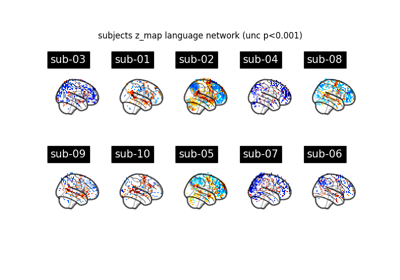 subjects z_map language network (unc p<0.001)
sub-03 sub-01 sub-02 sub-04 sub-08
sub-09 sub-10 sub-05 sub-07 sub-06